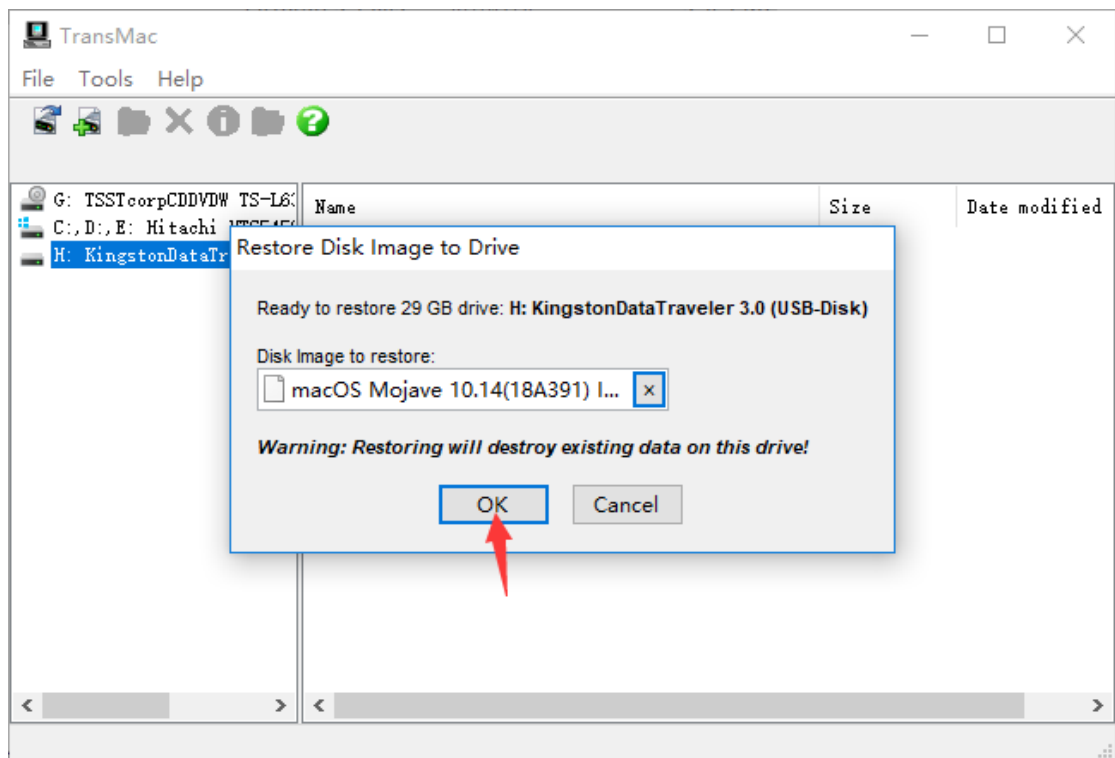 TransMac
File Tools Help
G: TSSTcorpCDDVDW TS-L6
Name Size Date modified
C:,D:,E: Hitachi
H: KingstonDataTr
Restore Disk Image to Drive
Ready to restore 29 GB drive: H: KingstonDataTraveler 3.0 (USB-Disk)
Disk Image to restore:
macOS Mojave 10.14(18A391) I...
Warning: Restoring will destroy existing data on this drive!
OK Cancel